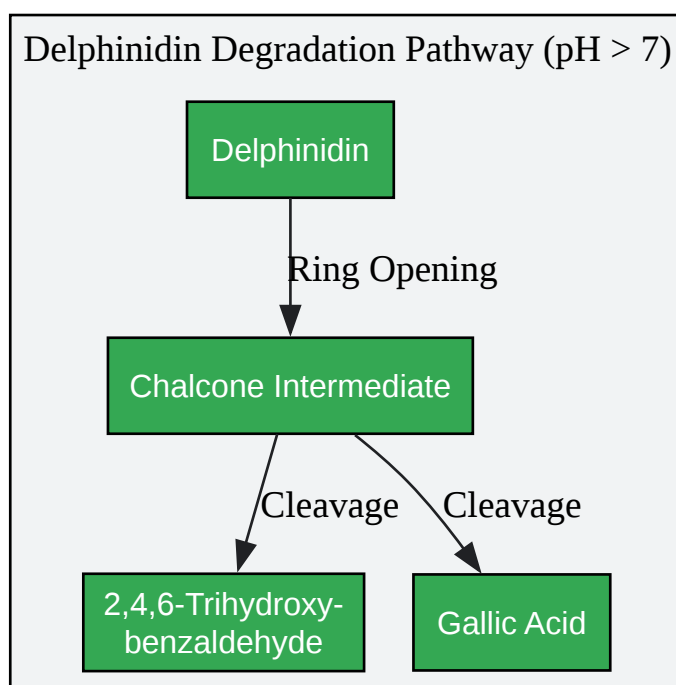 Delphinidin Degradation Pathway (pH > 7)
Delphinidin
Ring Opening
Chalcone Intermediate
Cleavage
Cleavage
2,4,6-Trihydroxy-
benzaldehyde
Gallic Acid